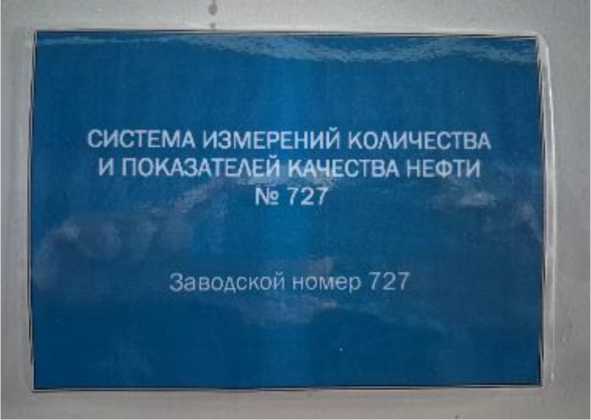 СИСТЕМА ИЗМЕРЕНИЙ КОЛИЧЕСТВА
И ПОКАЗАТЕЛЕЙ КАЧЕСТВА НЕФТИ
№ 727
Заводской номер 727